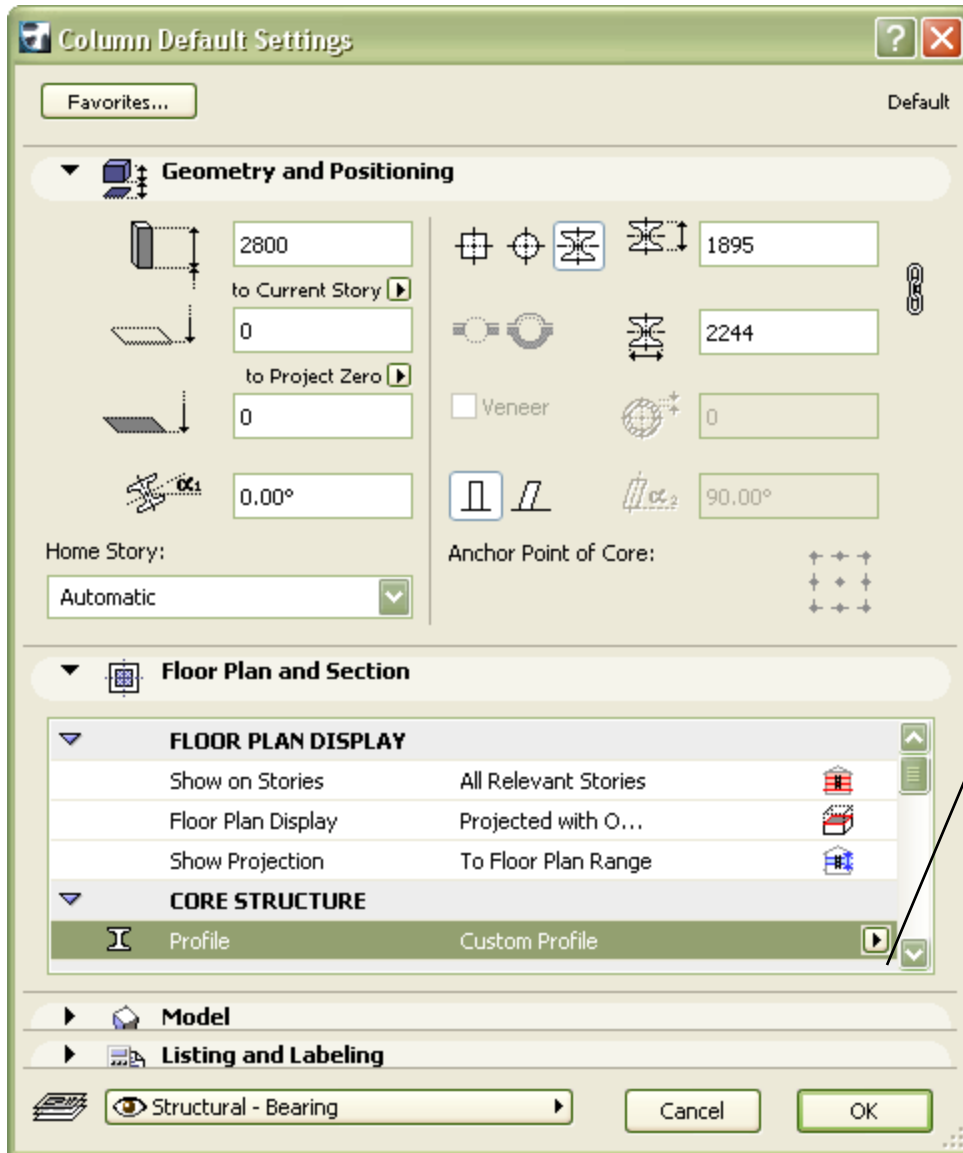 Column Default Settings
Favorites...
Default
Geometry and Positioning
2800
1895
to Current Story
0
2244
to Project Zero
0
Veneer
0
α1
0.00°
α2
90.00°
Home Story:
Anchor Point of Core:
Automatic
Floor Plan and Section
FLOOR PLAN DISPLAY
Show on Stories All Relevant Stories
Floor Plan Display Projected with O...
Show Projection To Floor Plan Range
CORE STRUCTURE
Profile Custom Profile
Model
Listing and Labeling
Structural - Bearing
Cancel
OK